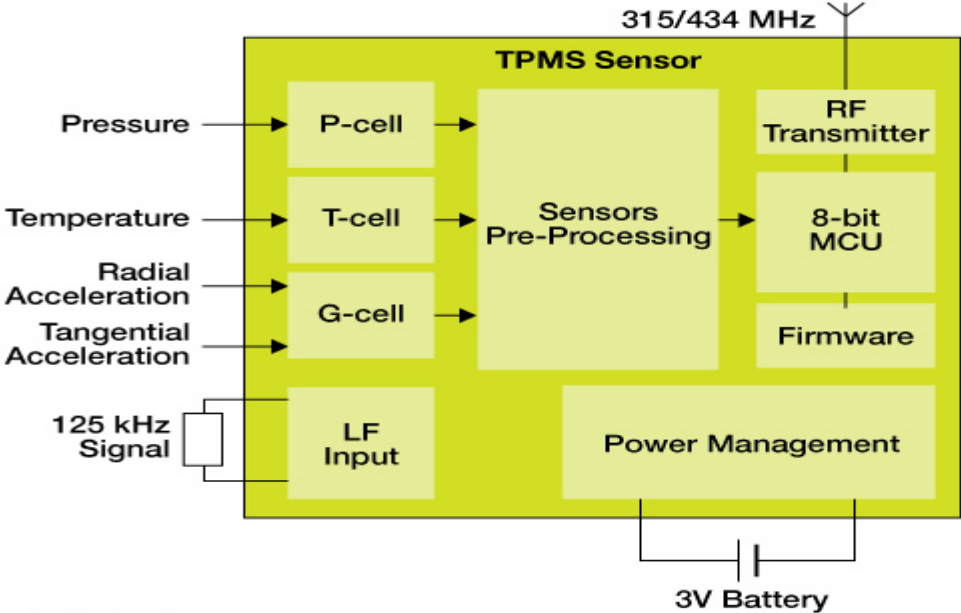 315/434 MHz
TPMS Sensor
Pressure
P-cell
RF
Transmitter
Temperature
T-cell
Sensors
Pre-Processing
8-bit
MCU
Radial
Acceleration
G-cell
Tangential
Acceleration
Firmware
125 kHz
Signal
LF
Input
Power Management
3V Battery